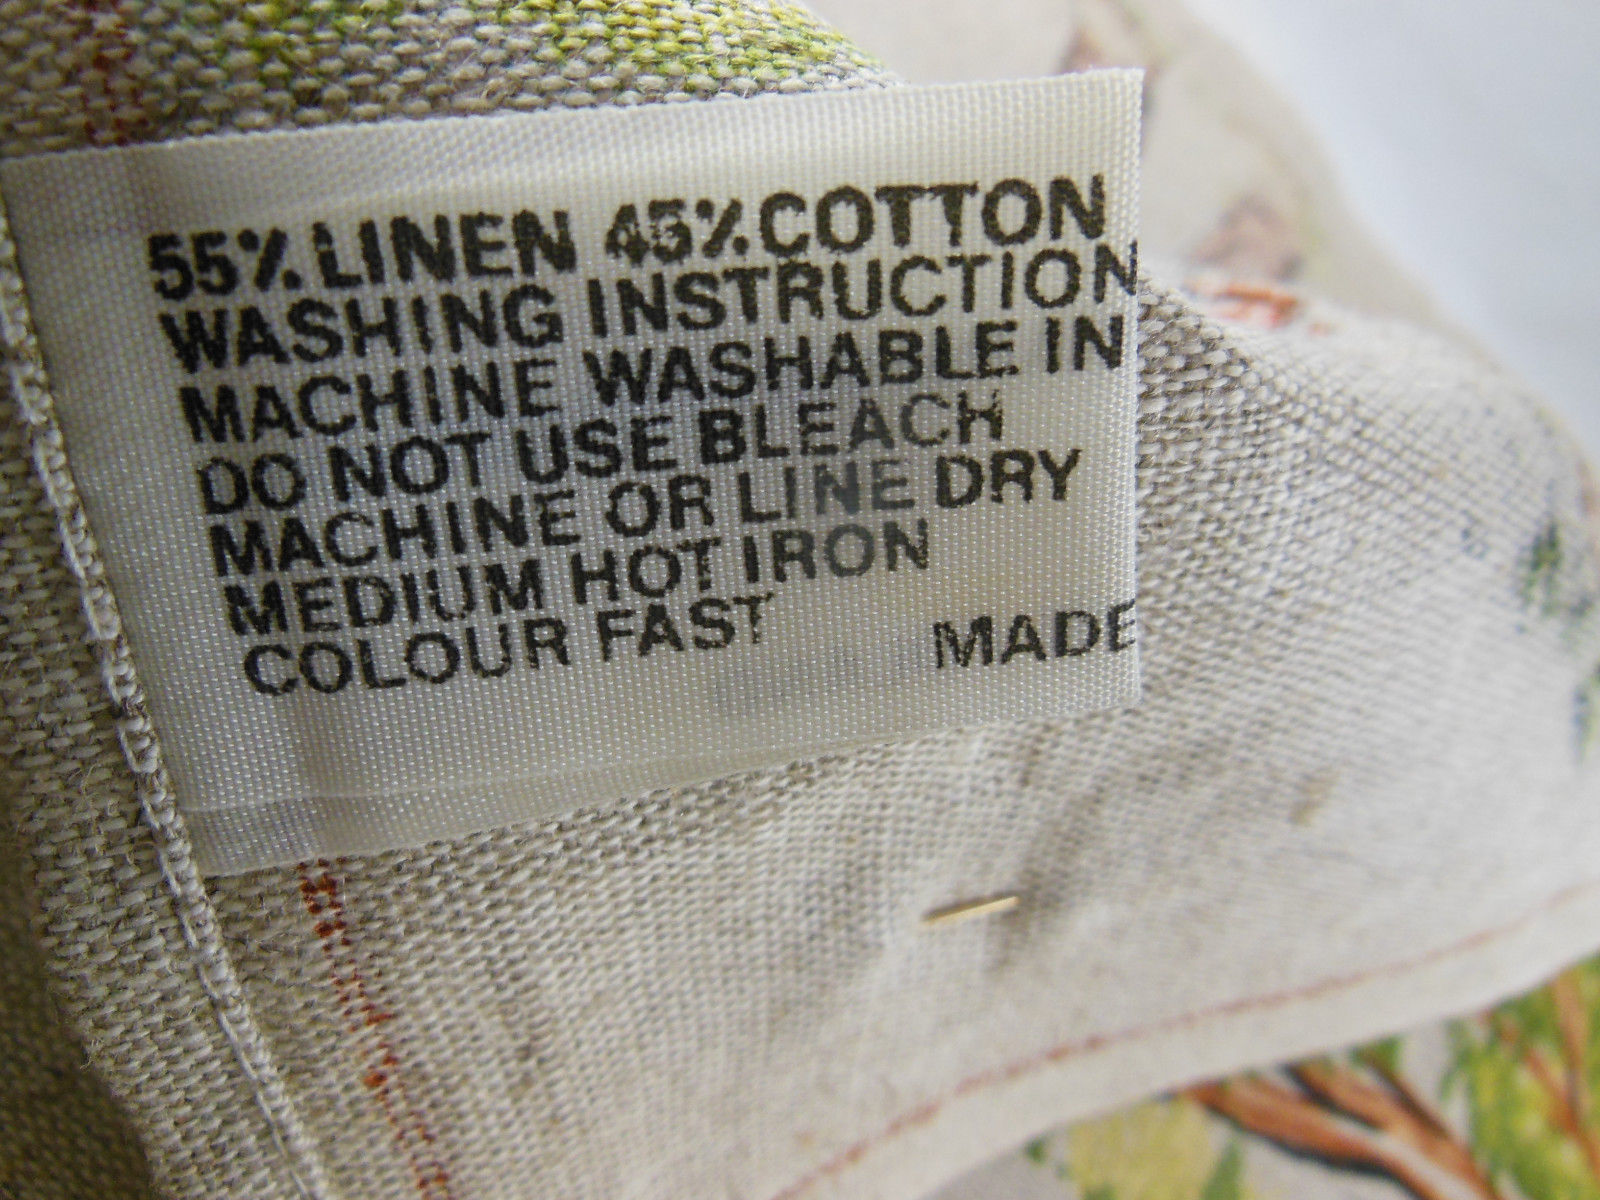 55% LINEN 45% COTTON
WASHING INSTRUCTION
MACHINE WASHABLE IN
DO NOT USE BLEACH
MACHINE OR LINE DRY
MEDIUM HOT IRON
COLOUR FAST MADE